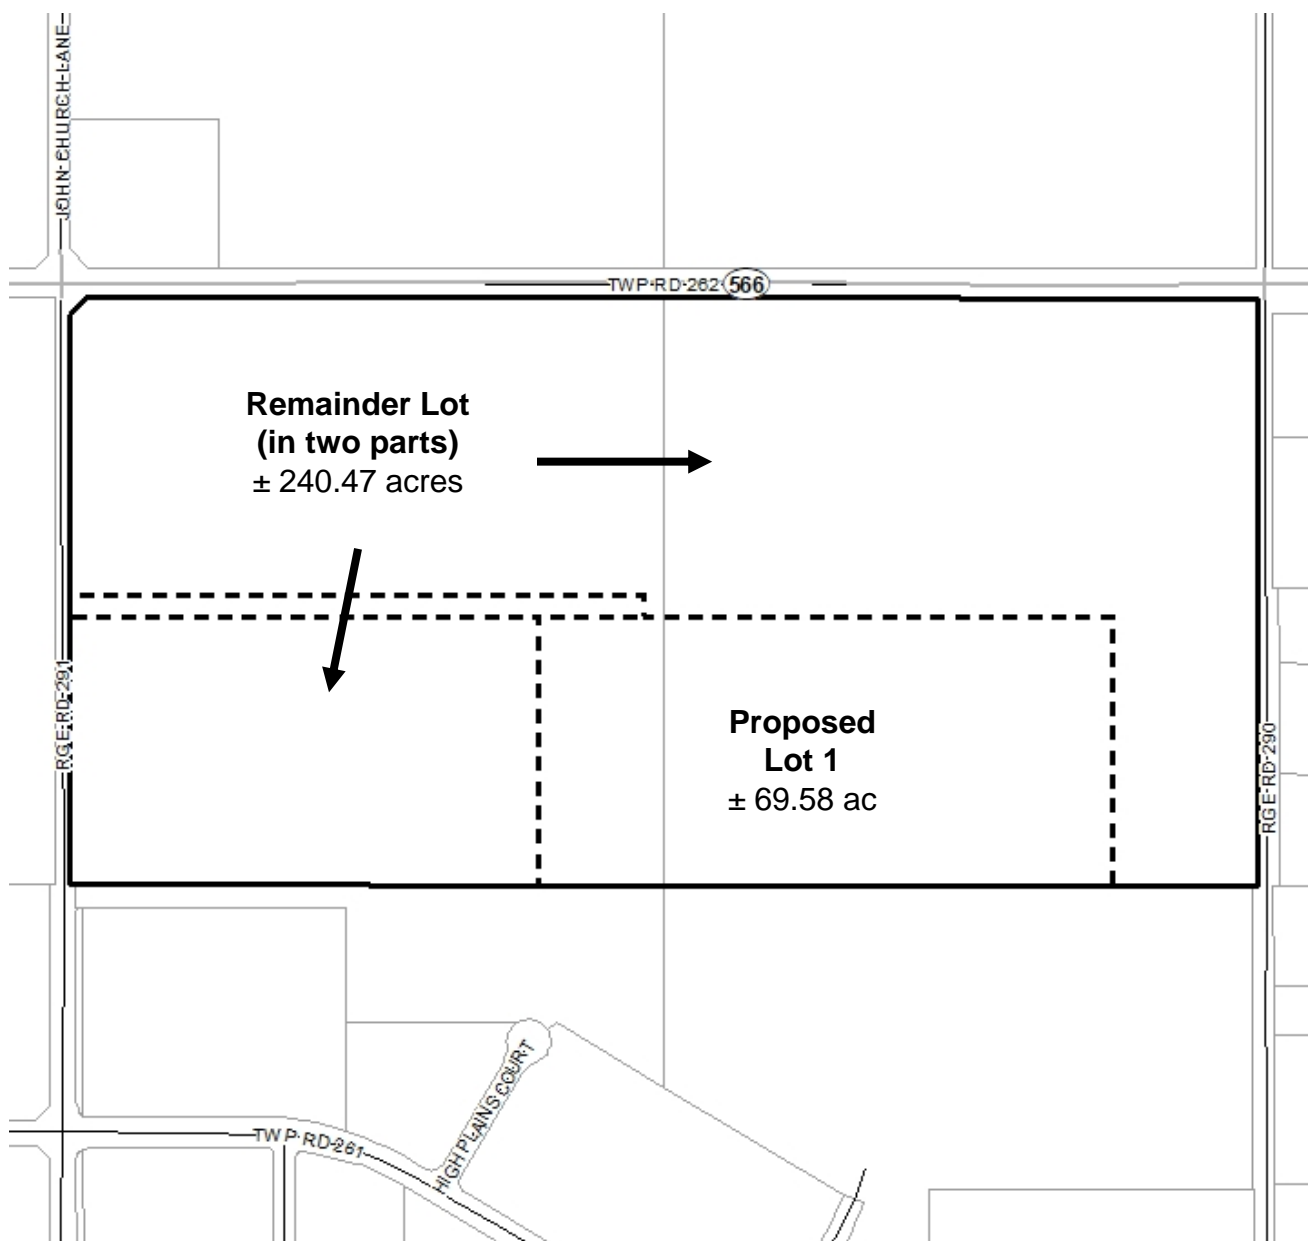 JOHN CHURCH LANE
TWP RD 262 566
Remainder Lot
(in two parts)
± 240.47 acres
RGE RD 291
Proposed
Lot 1
± 69.58 ac
RGE RD 290
HIGH PLAINS COURT
TWP RD 261